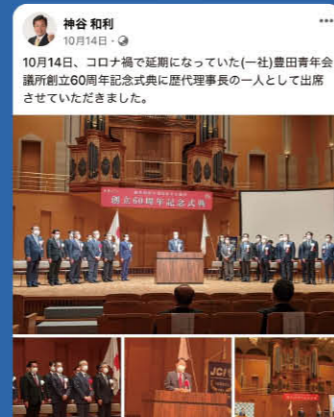 神谷 和利
10月14日・
10月14日、コロナ禍で延期になっていた(一社)豊田青年会
議所創立60周年記念式典に歴代理事長の一人として出席
させていただきました。
創立60周年記念式典
JCI